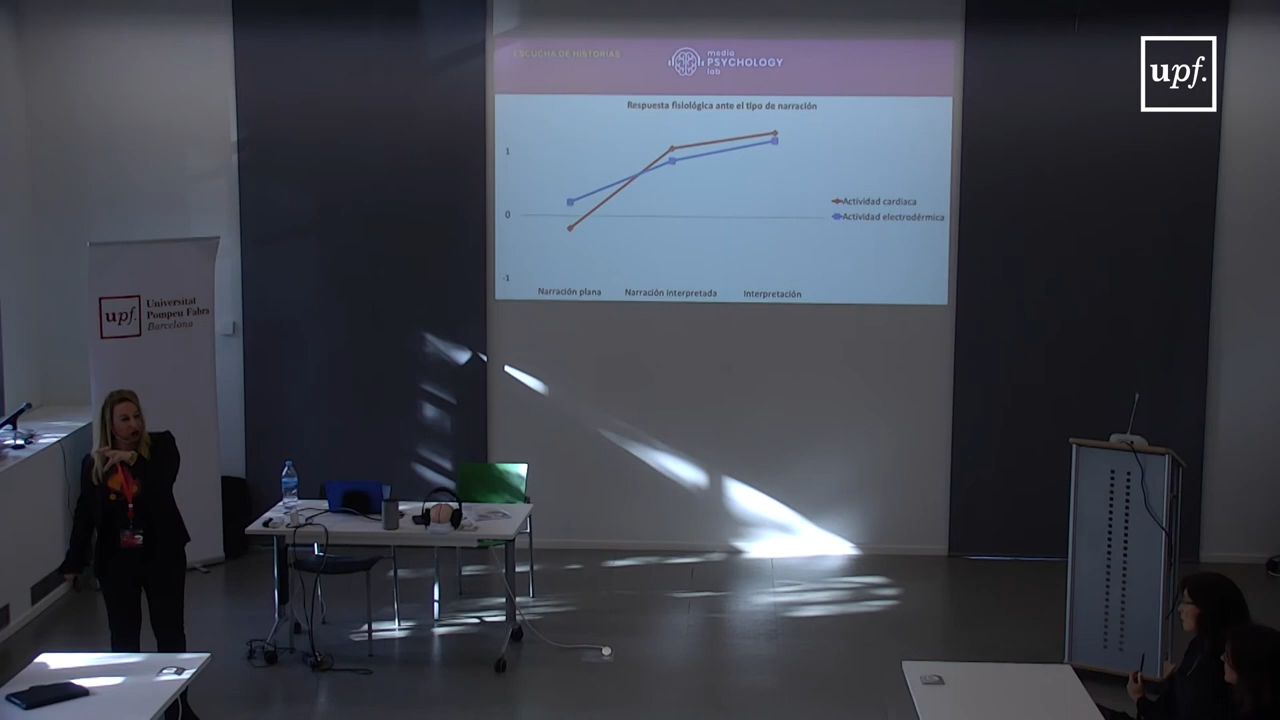 ESCUCHA DE HISTORIAS
media
PSYCHOLOGY
lab
upf.
Respuesta fisiológica ante el tipo de narración
1
0
-1
Actividad cardiaca
Actividad electrodérmica
Narración plana
Narración interpretada
Interpretación
upf.
Universitat
Pompeu Fabra
Barcelona